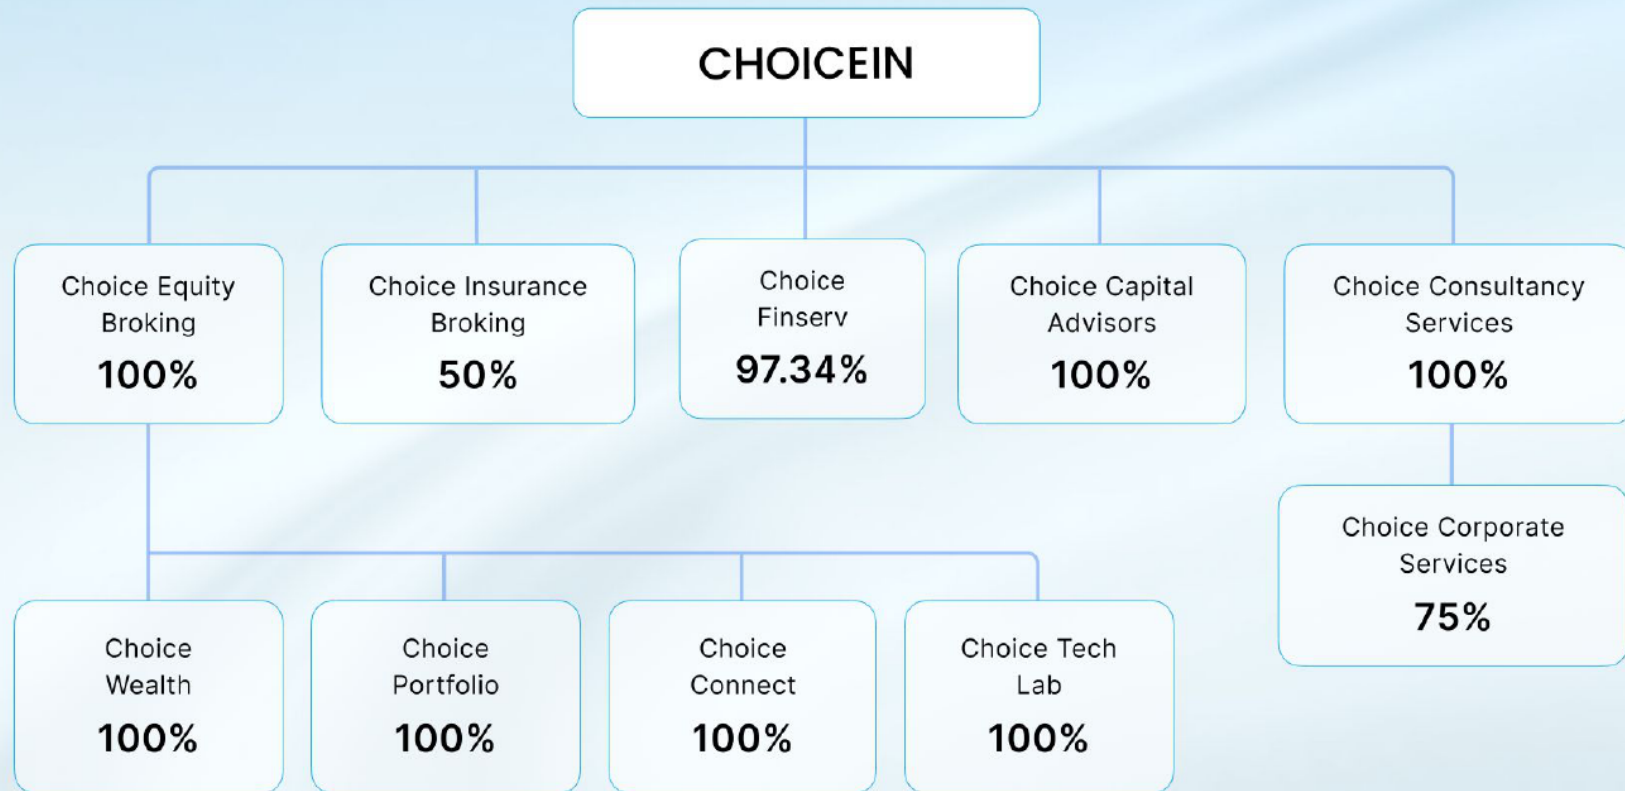 CHOICEIN
Choice Equity
Broking
100%
Choice Insurance
Broking
50%
Choice
Finserv
97.34%
Choice Capital
Advisors
100%
Choice Consultancy
Services
100%
Choice Corporate
Services
75%
Choice
Wealth
100%
Choice
Portfolio
100%
Choice
Connect
100%
Choice Tech
Lab
100%